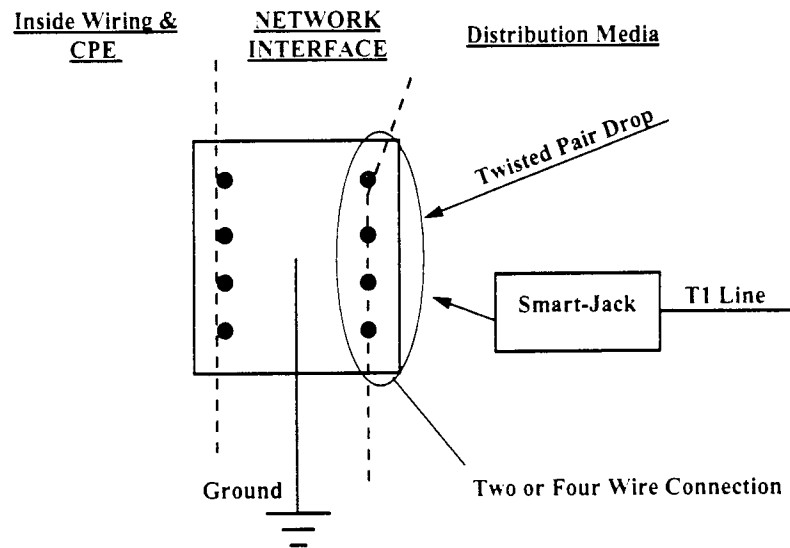 Inside Wiring &
CPE
NETWORK
INTERFACE
Distribution Media
Twisted Pair Drop
Smart-Jack
T1 Line
Ground
Two or Four Wire Connection